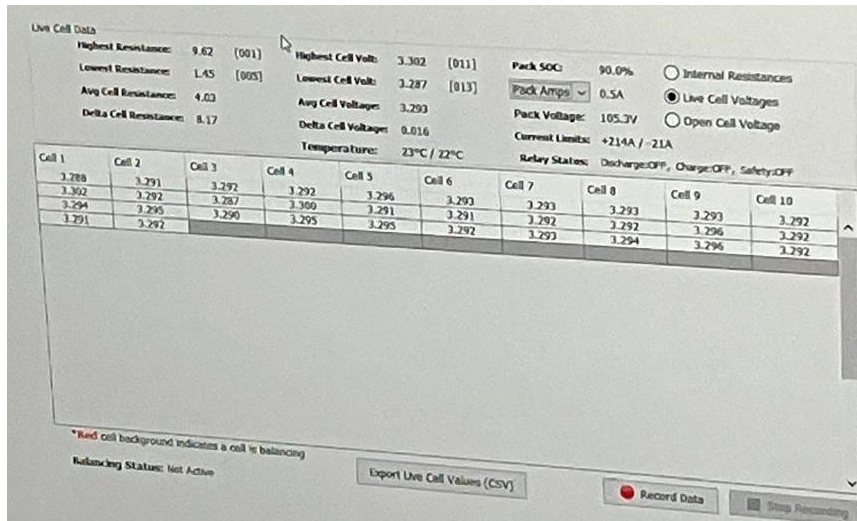 Live Cell Data
Highest Resistance: 9.62 [001]
Lowest Resistance: 1.45 [005]
Avg Cell Resistance: 4.03
Delta Cell Resistance: 8.17
Highest Cell Volt: 3.302 [011]
Lowest Cell Volt: 3.287 [013]
Avg Cell Voltage: 3.293
Delta Cell Voltage: 0.016
Temperature: 23°C / 22°C
Pack SOC: 90.0%
Pack Amps 0.5A
Pack Voltage: 105.3V
Current Limits: +214A / -21A
Relay Status: Discharge:OFF, Charge:OFF, Safety:OFF
Internal Resistances
Live Cell Voltages
Open Cell Voltage
Cell 1 Cell 2 Cell 3 Cell 4 Cell 5 Cell 6 Cell 7 Cell 8 Cell 9 Cell 10
3.288 3.291 3.292 3.292 3.296 3.293 3.293 3.293 3.293 3.292
3.302 3.292 3.287 3.300 3.291 3.291 3.292 3.292 3.296 3.292
3.294 3.295 3.290 3.295 3.295 3.292 3.293 3.294 3.296 3.292
3.291 3.292
*Red cell background indicates a cell is balancing
Balancing Status: Not Active
Export Live Cell Values (CSV)
Record Data
Stop Recording